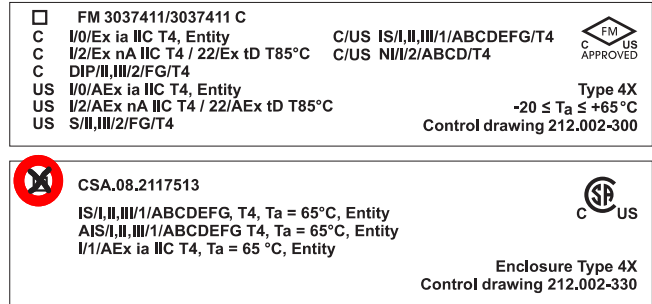 FM 3037411/3037411 C
C I/0/Ex ia IIC T4, Entity C/US IS/I,II,III/1/ABCDEFG/T4
C I/2/Ex nA IIC T4 / 22/Ex tD T85°C C/US NI/I/2/ABCD/T4
C DIP/II,III/2/FG/T4
US I/0/AEx ia IIC T4, Entity
US I/2/AEx nA IIC T4 / 22/AEx tD T85°C
US S/II,III/2/FG/T4
FM
C US
APPROVED
Type 4X
-20 ≤ Ta ≤ +65°C
Control drawing 212.002-300
CSA.08.2117513
IS/I,II,III/1/ABCDEFG, T4, Ta = 65°C, Entity
AIS/I,II,III/1/ABCDEFG T4, Ta = 65°C, Entity
I/1/AEx ia IIC T4, Ta = 65 °C, Entity
SA
C US
Enclosure Type 4X
Control drawing 212.002-330